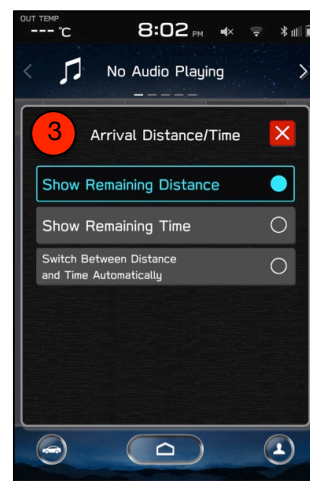 OUT TEMP
--- °C
8:02 PM
No Audio Playing
3
Arrival Distance/Time
Show Remaining Distance
Show Remaining Time
Switch Between Distance
and Time Automatically